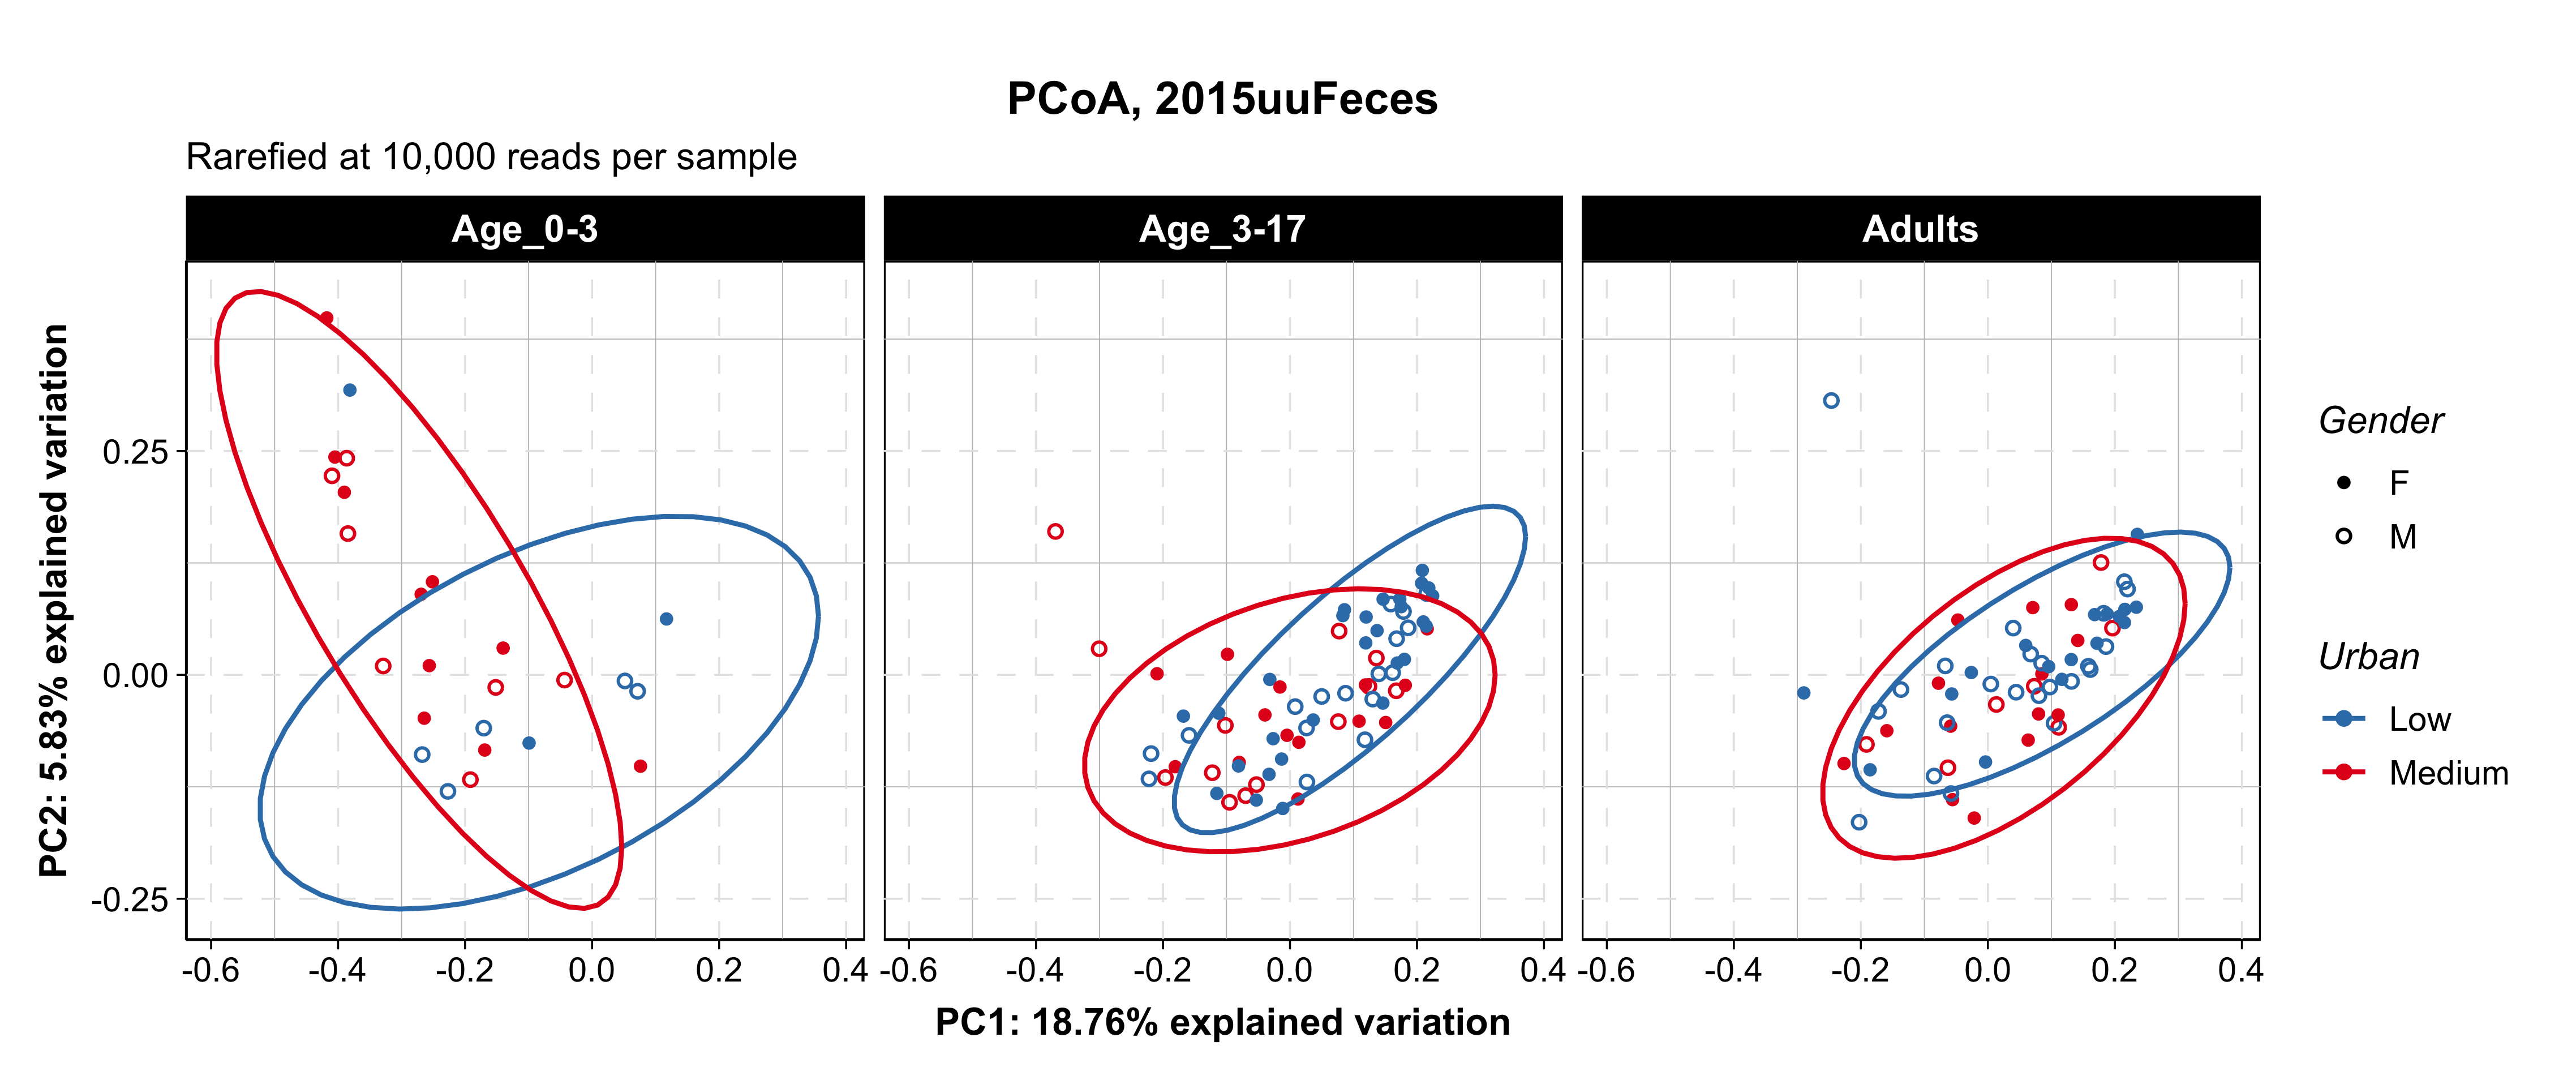 PCoA, 2015uuFeces
Rarefied at 10,000 reads per sample
Age_0-3
Age_3-17
Adults
PC2: 5.83% explained variation
0.25
0.00
-0.25
-0.6 -0.4 -0.2 0.0 0.2 0.4
-0.6 -0.4 -0.2 0.0 0.2 0.4
-0.6 -0.4 -0.2 0.0 0.2 0.4
PC1: 18.76% explained variation
Gender
F
M
Urban
Low
Medium